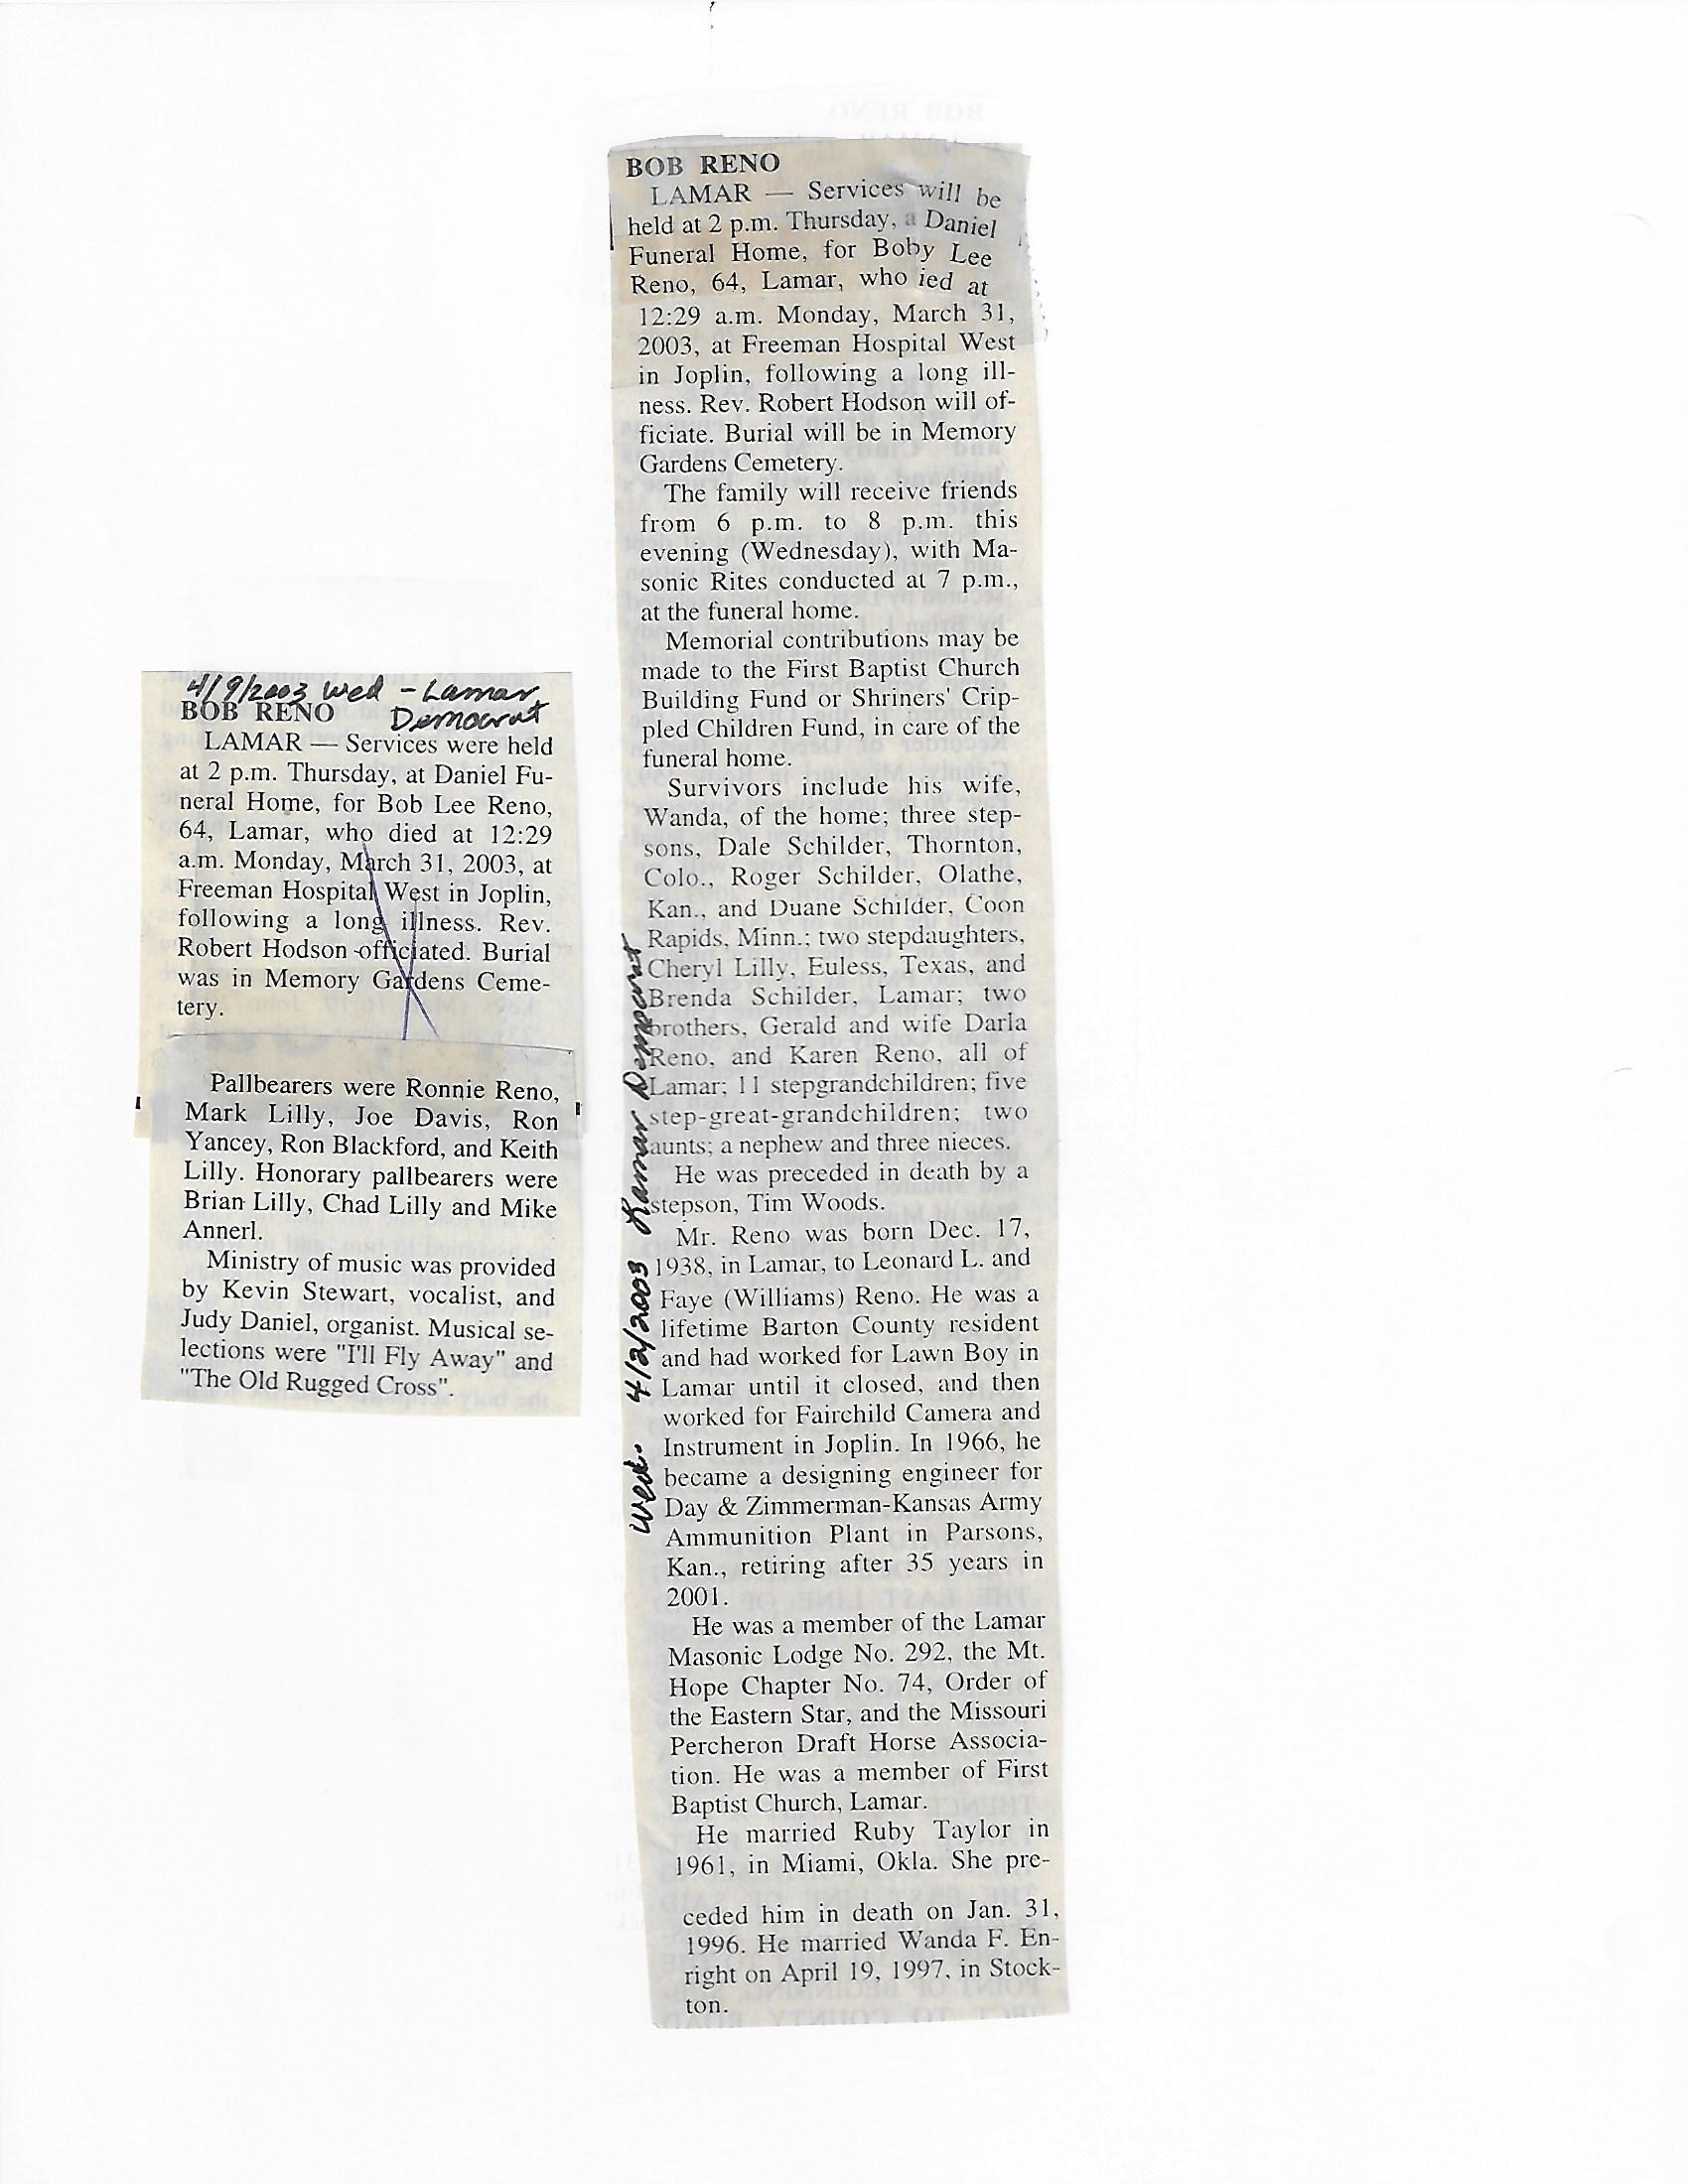 4/9/2003 Wed - Lamar
Democrat
BOB RENO
LAMAR — Services were held
at 2 p.m. Thursday, at Daniel Fu-
neral Home, for Bob Lee Reno,
64, Lamar, who died at 12:29
a.m. Monday, March 31, 2003, at
Freeman Hospital West in Joplin,
following a long illness. Rev.
Robert Hodson officiated. Burial
was in Memory Gardens Ceme-
tery.
Pallbearers were Ronnie Reno,
Mark Lilly, Joe Davis, Ron
Yancey, Ron Blackford, and Keith
Lilly. Honorary pallbearers were
Brian Lilly, Chad Lilly and Mike
Annerl.
Ministry of music was provided
by Kevin Stewart, vocalist, and
Judy Daniel, organist. Musical se-
lections were "I'll Fly Away" and
"The Old Rugged Cross".
Wed. 4/2/2003 Lamar Democrat
BOB RENO
LAMAR — Services will be
held at 2 p.m. Thursday, a Daniel
Funeral Home, for Boby Lee
Reno, 64, Lamar, who ied at
12:29 a.m. Monday, March 31,
2003, at Freeman Hospital West
in Joplin, following a long ill-
ness. Rev. Robert Hodson will of-
ficiate. Burial will be in Memory
Gardens Cemetery.
The family will receive friends
from 6 p.m. to 8 p.m. this
evening (Wednesday), with Ma-
sonic Rites conducted at 7 p.m.,
at the funeral home.
Memorial contributions may be
made to the First Baptist Church
Building Fund or Shriners' Crip-
pled Children Fund, in care of the
funeral home.
Survivors include his wife,
Wanda, of the home; three step-
sons, Dale Schilder, Thornton,
Colo., Roger Schilder, Olathe,
Kan., and Duane Schilder, Coon
Rapids, Minn.; two stepdaughters,
Cheryl Lilly, Euless, Texas, and
Brenda Schilder, Lamar; two
brothers, Gerald and wife Darla
Reno, and Karen Reno, all of
Lamar; 11 stepgrandchildren; five
step-great-grandchildren; two
aunts; a nephew and three nieces.
He was preceded in death by a
stepson, Tim Woods.
Mr. Reno was born Dec. 17,
1938, in Lamar, to Leonard L. and
Faye (Williams) Reno. He was a
lifetime Barton County resident
and had worked for Lawn Boy in
Lamar until it closed, and then
worked for Fairchild Camera and
Instrument in Joplin. In 1966, he
became a designing engineer for
Day & Zimmerman-Kansas Army
Ammunition Plant in Parsons,
Kan., retiring after 35 years in
2001.
He was a member of the Lamar
Masonic Lodge No. 292, the Mt.
Hope Chapter No. 74, Order of
the Eastern Star, and the Missouri
Percheron Draft Horse Associa-
tion. He was a member of First
Baptist Church, Lamar.
He married Ruby Taylor in
1961, in Miami, Okla. She pre-
ceded him in death on Jan. 31,
1996. He married Wanda F. En-
right on April 19, 1997, in Stock-
ton.